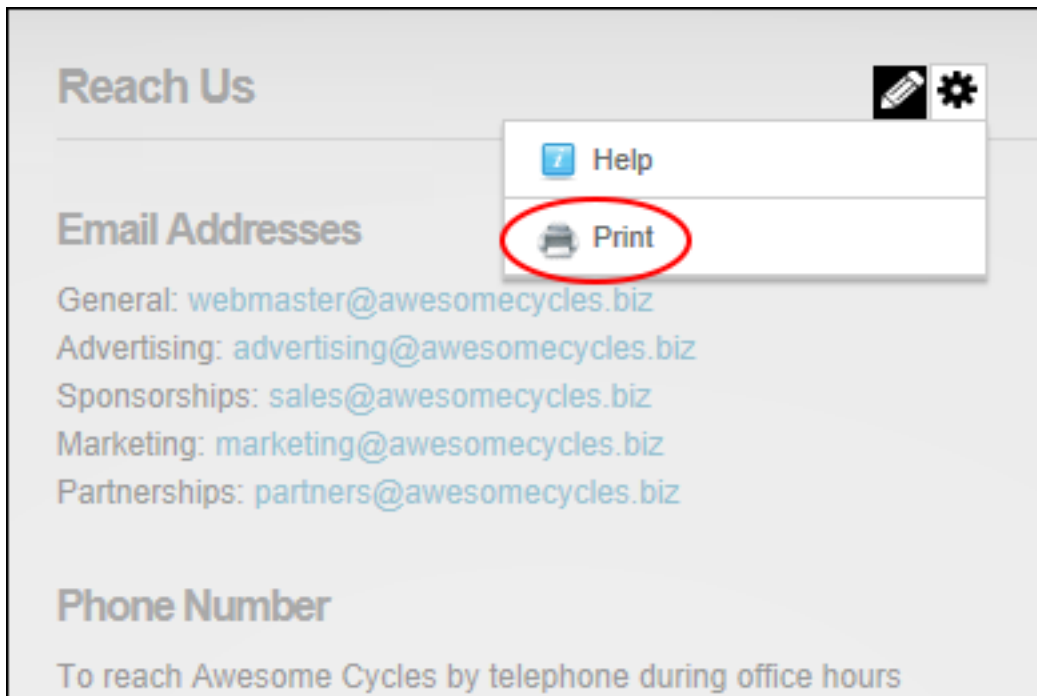 Reach Us
Help
Print
Email Addresses
General: webmaster@awesomecycles.biz
Advertising: advertising@awesomecycles.biz
Sponsorships: sales@awesomecycles.biz
Marketing: marketing@awesomecycles.biz
Partnerships: partners@awesomecycles.biz
Phone Number
To reach Awesome Cycles by telephone during office hours